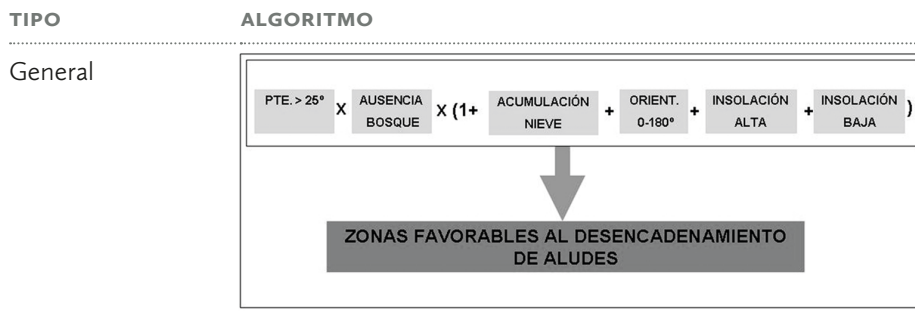 TIPO ALGORITMO
General
PTE. > 25º X AUSENCIA BOSQUE X (1+ ACUMULACIÓN NIEVE + ORIENT. 0-180º + INSOLACIÓN ALTA + INSOLACIÓN BAJA )
ZONAS FAVORABLES AL DESENCADENAMIENTO
DE ALUDES